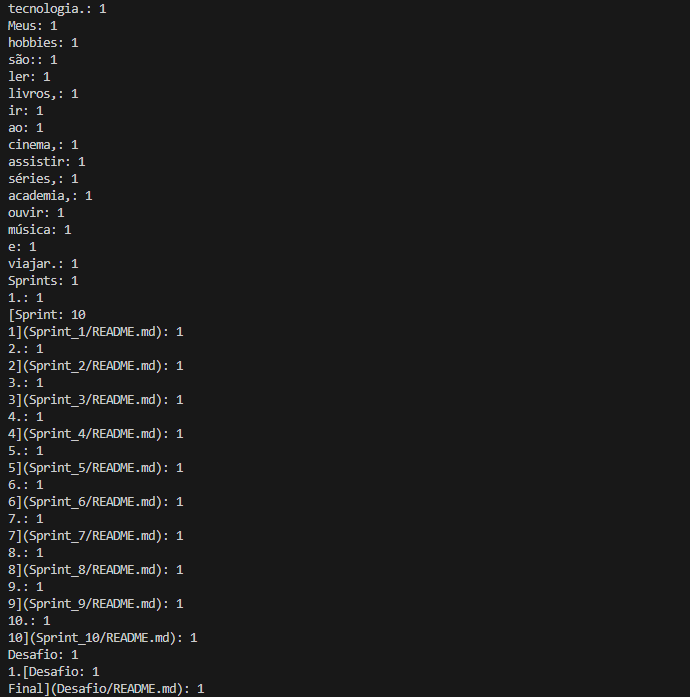 tecnologia.: 1
Meus: 1
hobbies: 1
são:: 1
ler: 1
livros,: 1
ir: 1
ao: 1
cinema,: 1
assistir: 1
séries,: 1
academia,: 1
ouvir: 1
música: 1
e: 1
viajar.: 1
Sprints: 1
1.: 1
[Sprint: 10
1](Sprint_1/README.md): 1
2.: 1
2](Sprint_2/README.md): 1
3.: 1
3](Sprint_3/README.md): 1
4.: 1
4](Sprint_4/README.md): 1
5.: 1
5](Sprint_5/README.md): 1
6.: 1
6](Sprint_6/README.md): 1
7.: 1
7](Sprint_7/README.md): 1
8.: 1
8](Sprint_8/README.md): 1
9.: 1
9](Sprint_9/README.md): 1
10.: 1
10](Sprint_10/README.md): 1
Desafio: 1
1.[Desafio: 1
Final](Desafio/README.md): 1